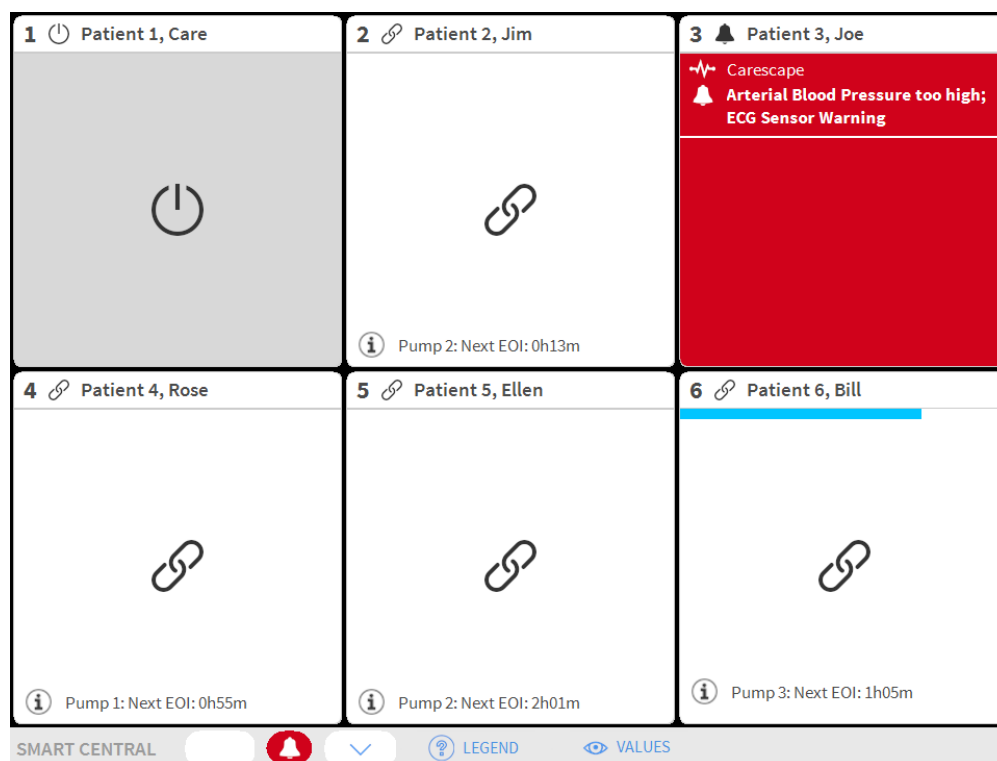 1 Patient 1, Care
2 Patient 2, Jim
3 Patient 3, Joe
Carescape
Arterial Blood Pressure too high;
ECG Sensor Warning
Pump 2: Next EOI: 0h13m
4 Patient 4, Rose
5 Patient 5, Ellen
6 Patient 6, Bill
Pump 1: Next EOI: 0h55m
Pump 2: Next EOI: 2h01m
Pump 3: Next EOI: 1h05m
SMART CENTRAL
LEGEND
VALUES